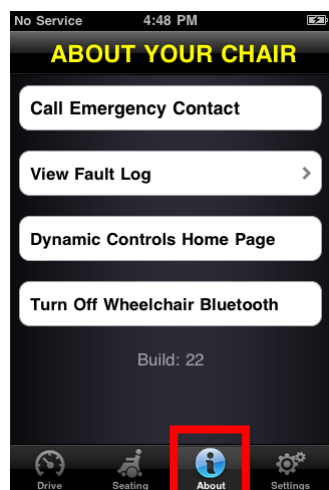 No Service 4:48 PM
ABOUT YOUR CHAIR
Call Emergency Contact
View Fault Log
Dynamic Controls Home Page
Turn Off Wheelchair Bluetooth
Build: 22
Drive Seating About Settings